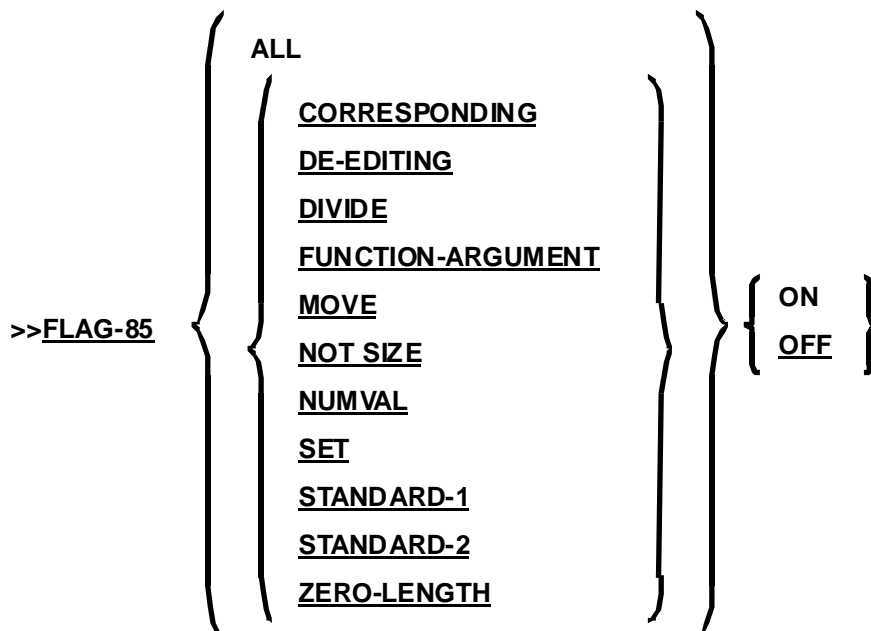 ALL
CORRESPONDING
DE-EDITING
DIVIDE
FUNCTION-ARGUMENT
MOVE
>>FLAG-85
NOT SIZE
NUMVAL
SET
STANDARD-1
STANDARD-2
ZERO-LENGTH
ON
OFF